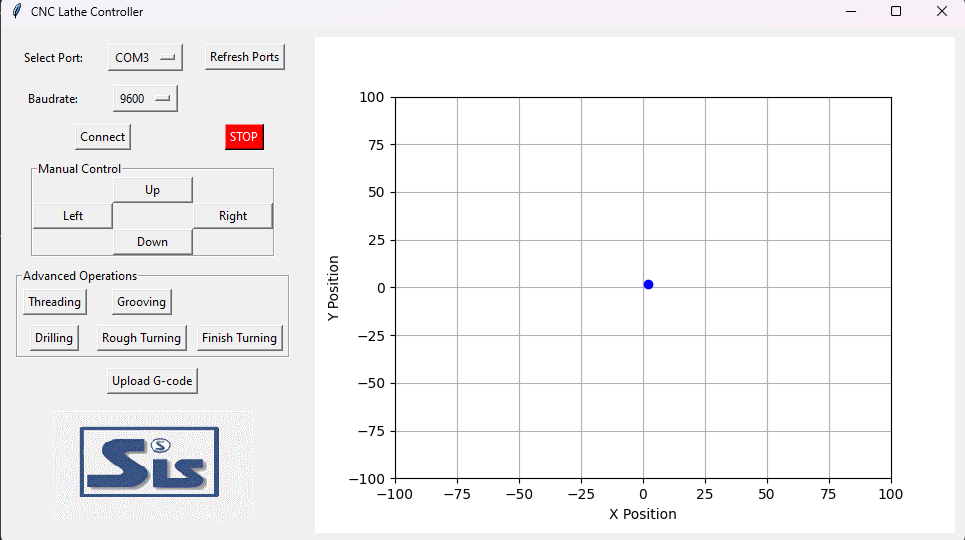 CNC Lathe Controller
Select Port: COM3 Refresh Ports
Baudrate: 9600
Connect STOP
Manual Control
Up
Left Right
Down
Advanced Operations
Threading Grooving
Drilling Rough Turning Finish Turning
Upload G-code
S
SLS
100
75
50
25
0
−25
−50
−75
−100
Y Position
−100 −75 −50 −25 0 25 50 75 100
X Position